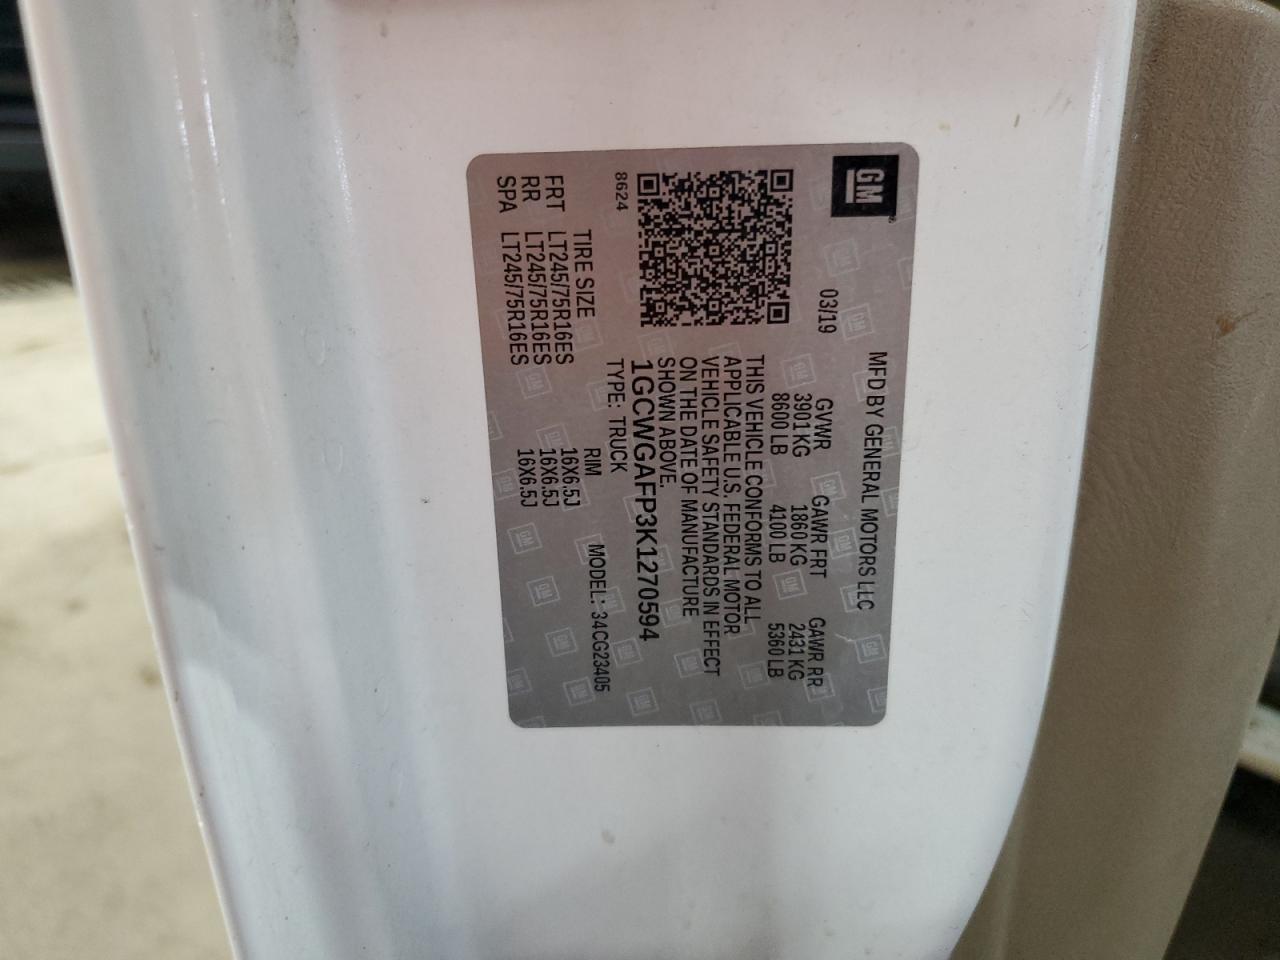 GM
MFD BY GENERAL MOTORS LLC
03/19
GVWR GAWR FRT GAWR RR
3901 KG 1860 KG 2431 KG
8600 LB 4100 LB 5360 LB
THIS VEHICLE CONFORMS TO ALL
APPLICABLE U.S. FEDERAL MOTOR
VEHICLE SAFETY STANDARDS IN EFFECT
ON THE DATE OF MANUFACTURE
SHOWN ABOVE.
1GCWGAFP3K1270594
8624
TYPE: TRUCK MODEL: 34CG23405
TIRE SIZE RIM
FRT LT245/75R16ES 16X6.5J
RR LT245/75R16ES 16X6.5J
SPA LT245/75R16ES 16X6.5J